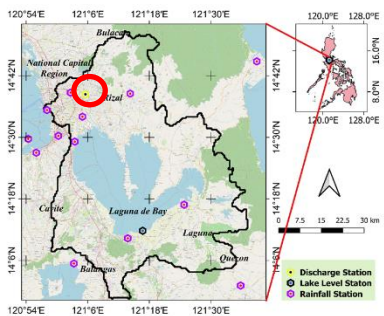 120°54'E 121°6'E 121°18'E 121°30'E
120.0°E 128.0°E
Bulacan
14°42'N
National Capital
Region
Rizal
14°30'N
14°18'N
Cavite
Laguna de Bay
Laguna
14°6'N
Quezon
Batangas
120°54'E 121°6'E 121°18'E 121°30'E
16.0°N
8.0°N
120.0°E 128.0°E
7.5 15 22.5 30 km
Discharge Station
Lake Level Staton
Rainfall Station